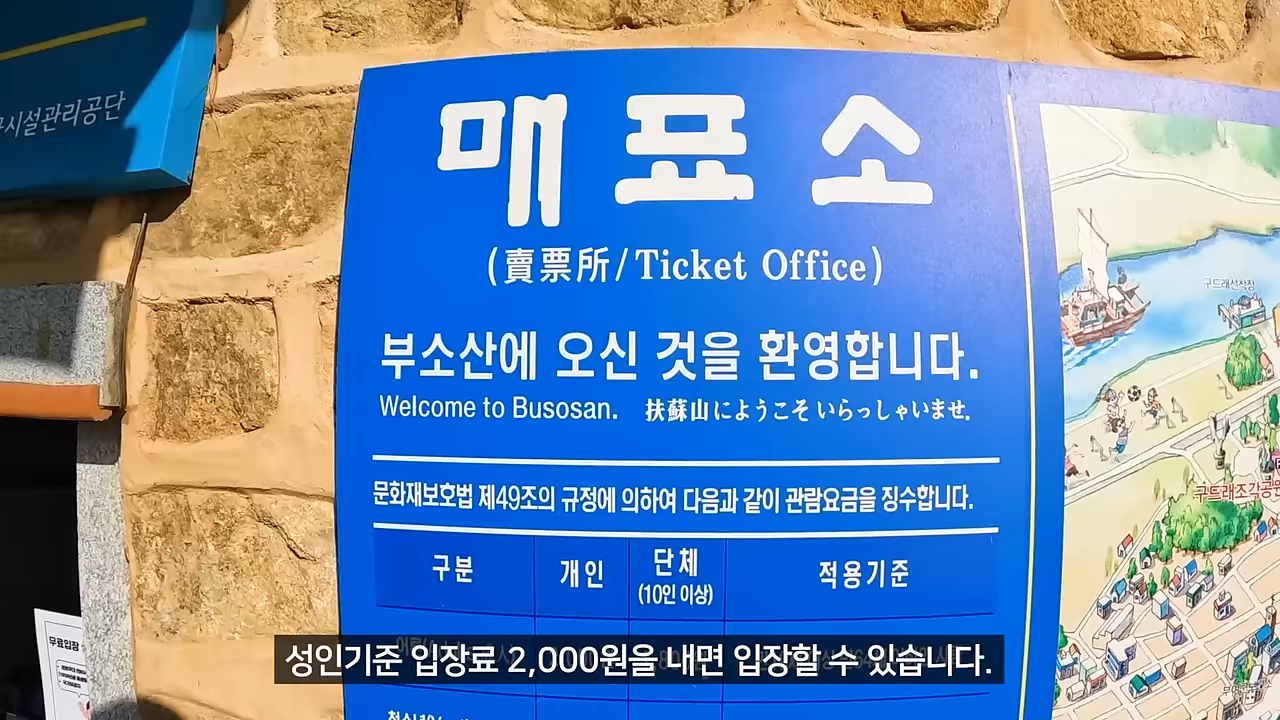 시설관리공단
매표소
(賣票所/Ticket Office)
부소산에 오신 것을 환영합니다.
Welcome to Busosan. 扶蘇山にようこそいらっしゃいませ.
문화재보호법 제49조의 규정에 의하여 다음과 같이 관람요금을 징수합니다.
구분 개인 단체 적용기준
(10인 이상)
성인기준 입장료 2,000원을 내면 입장할 수 있습니다.
구드래선착장
구드래조각공원
무료입장